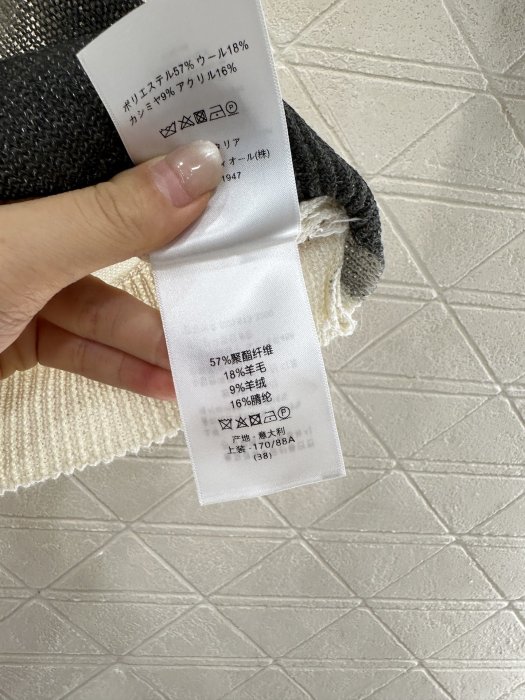 ポリエステル57% ウール18%
カシミヤ9% アクリル16%
タリア
ィオール(株)
1947
57%聚酯纤维
18%羊毛
9%羊绒
16%腈纶
产地 - 意大利
上装 - 170/88A
(38)